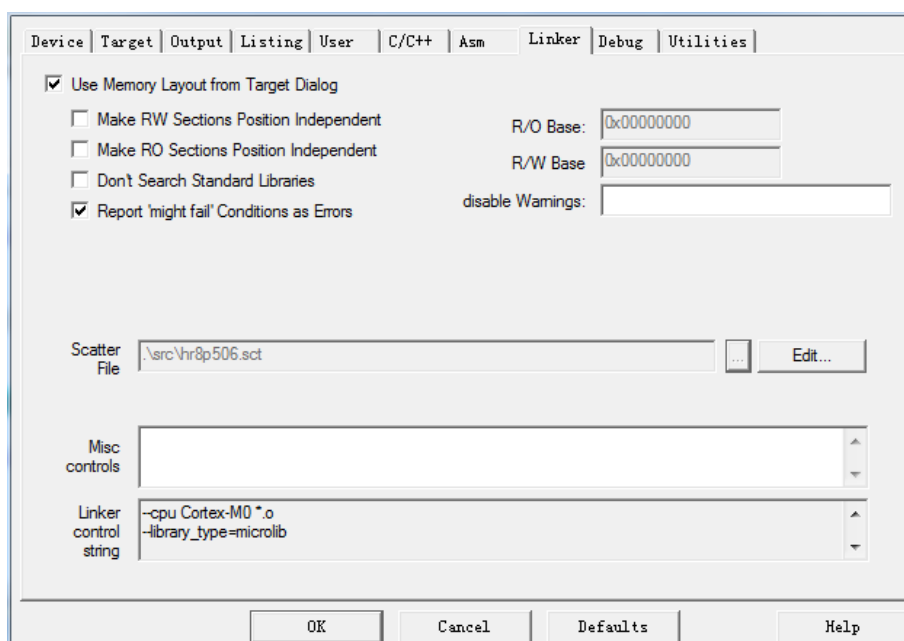 Device Target Output Listing User C/C++ Asm Linker Debug Utilities
Use Memory Layout from Target Dialog
Make RW Sections Position Independent
Make RO Sections Position Independent
Don't Search Standard Libraries
Report 'might fail' Conditions as Errors
R/O Base: 0x00000000
R/W Base 0x00000000
disable Warnings:
Scatter
File
.\src\hr8p506.sct
...
Edit...
Misc
controls
Linker
control
string
--cpu Cortex-M0 *.o
--library_type=microlib
OK Cancel Defaults Help